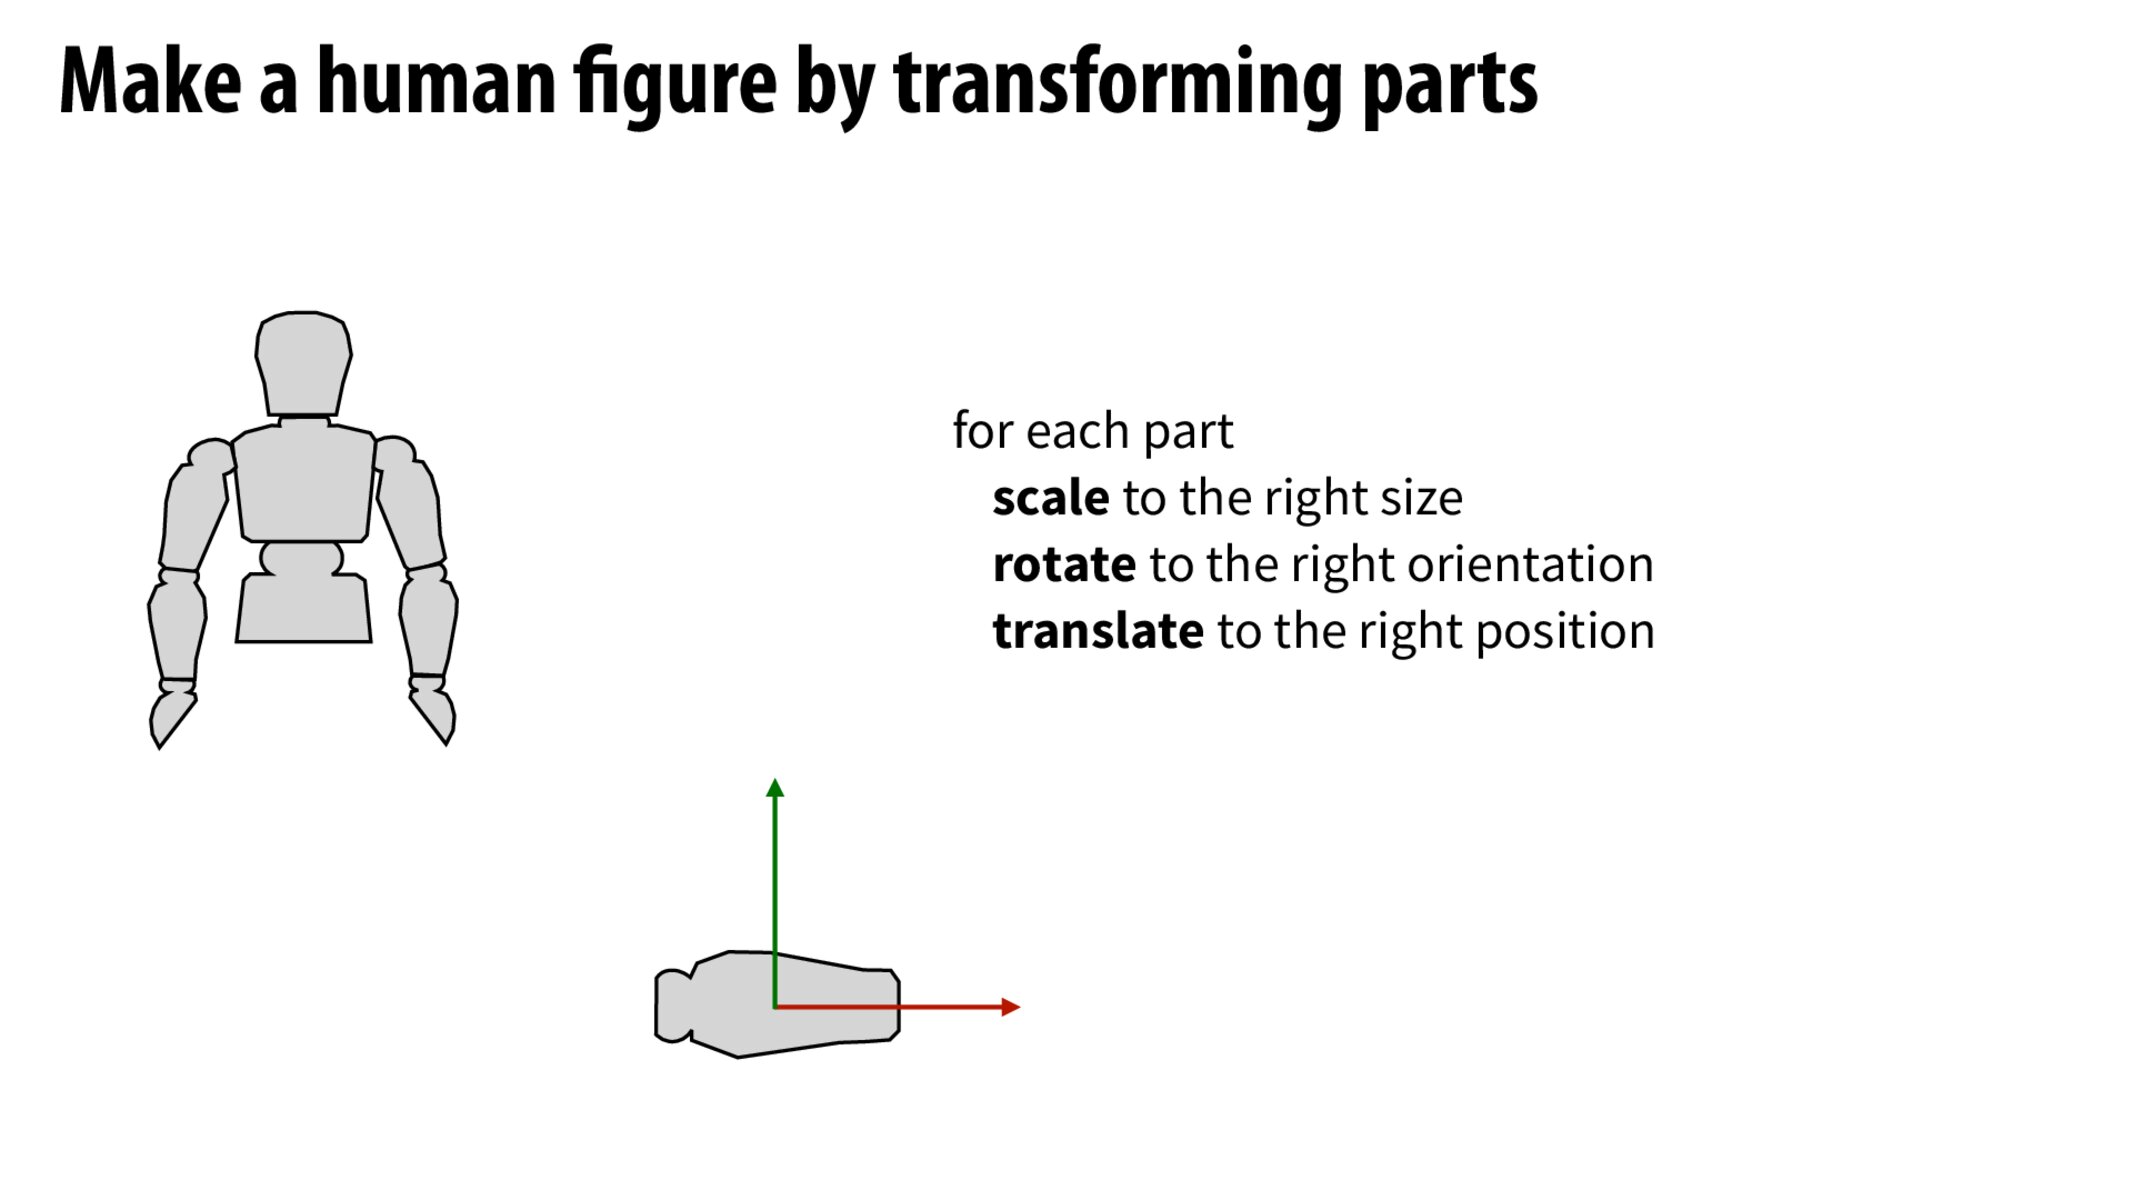 Make a human figure by transforming parts
for each part
scale to the right size
rotate to the right orientation
translate to the right position